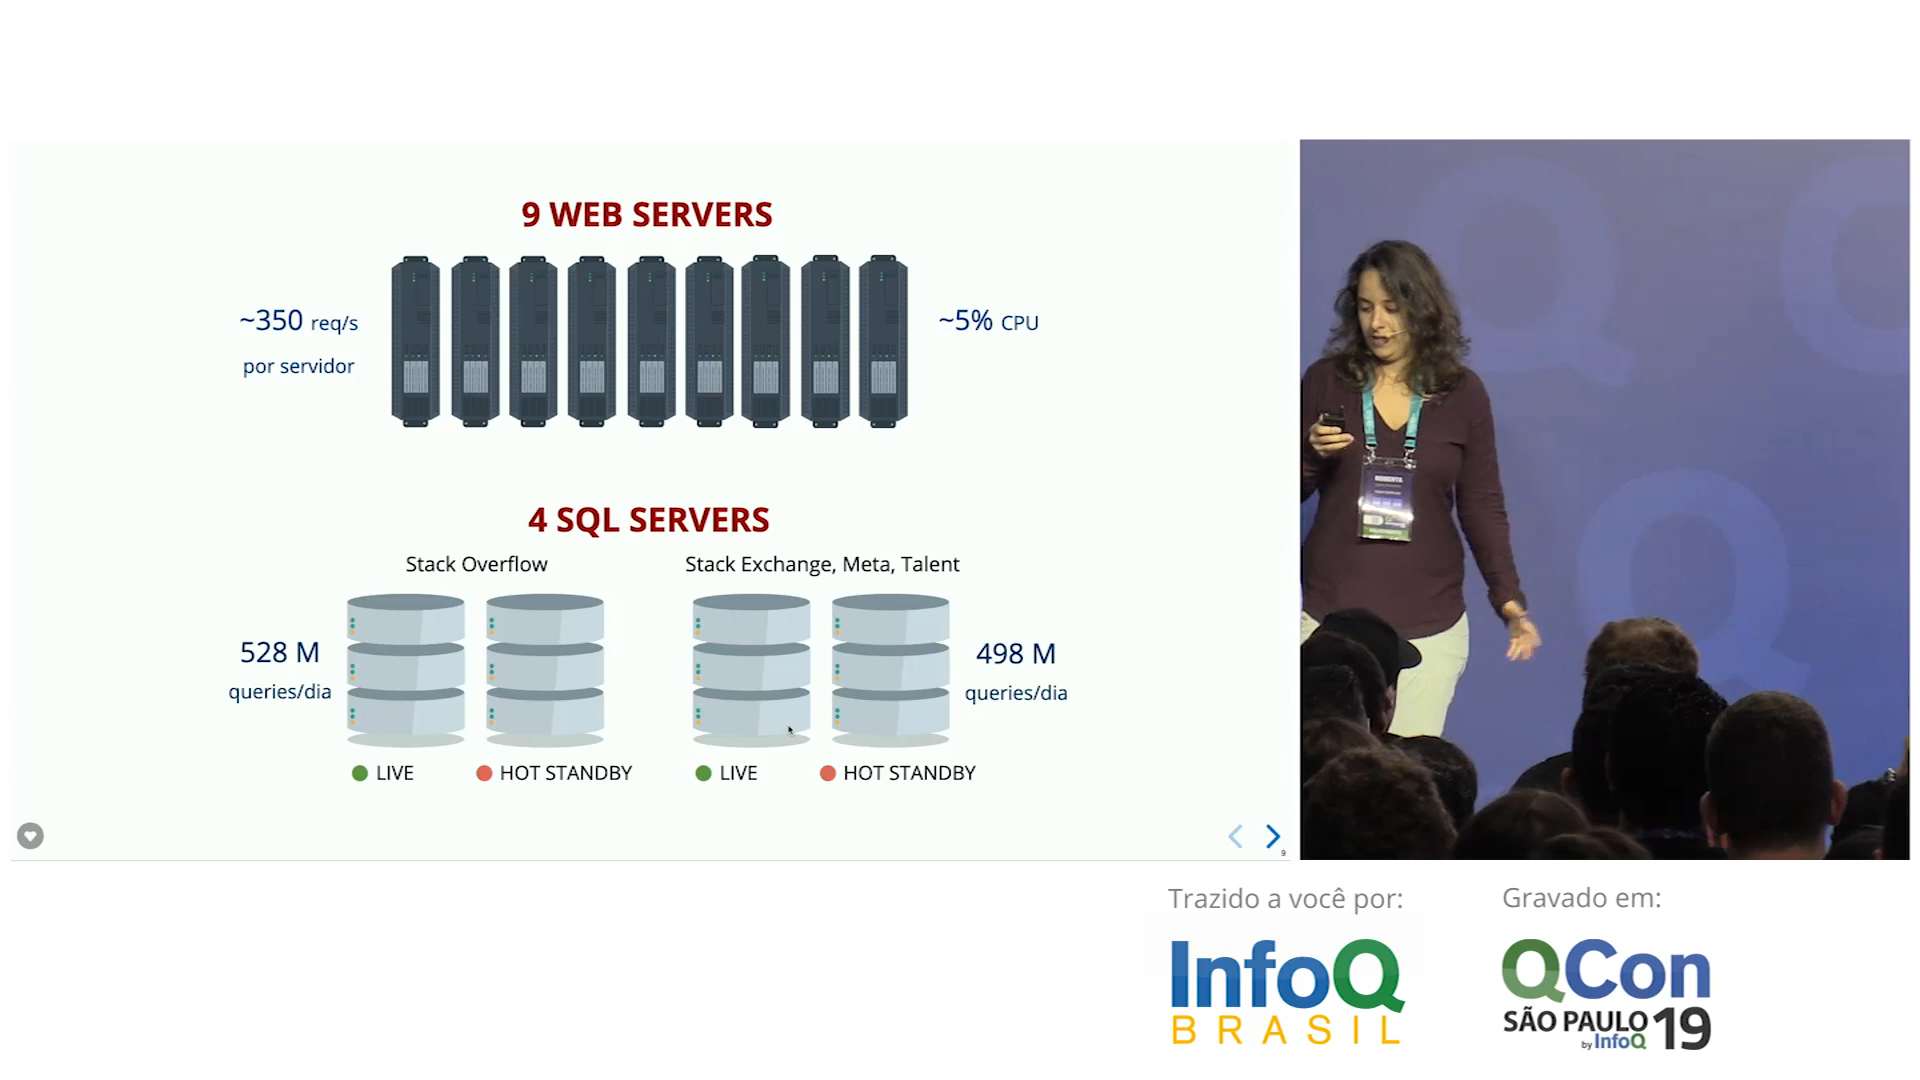 9 WEB SERVERS
~350 req/s
por servidor
~5% CPU
4 SQL SERVERS
Stack Overflow
Stack Exchange, Meta, Talent
528 M
queries/dia
498 M
queries/dia
LIVE
HOT STANDBY
LIVE
HOT STANDBY
9
ROBERTA
Trazido a você por:
InfoQ
BRASIL
Gravado em:
QCon
SÃO PAULO 19
by InfoQ